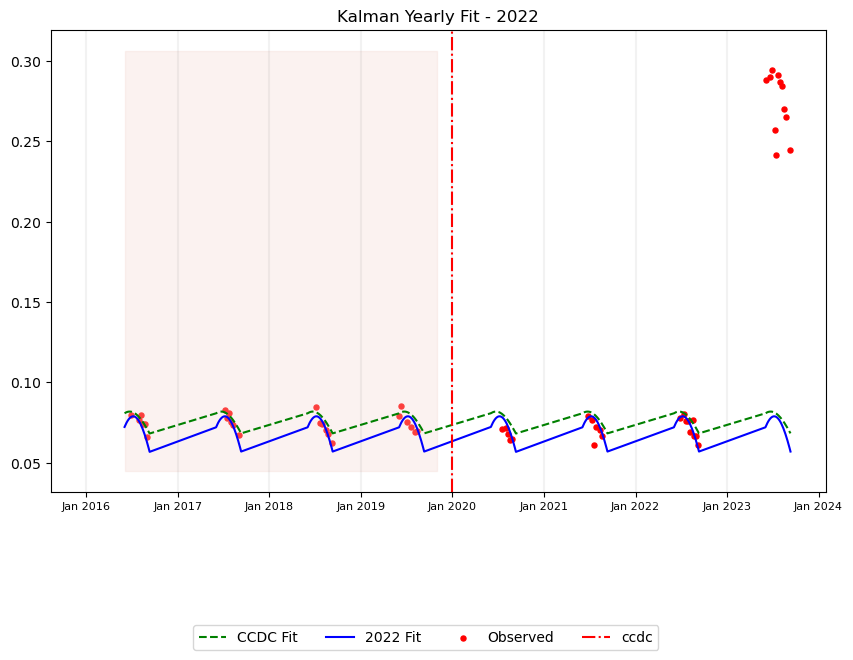 Kalman Yearly Fit - 2022
0.30
0.25
0.20
0.15
0.10
0.05
Jan 2016 Jan 2017 Jan 2018 Jan 2019 Jan 2020 Jan 2021 Jan 2022 Jan 2023 Jan 2024
CCDC Fit 2022 Fit Observed ccdc